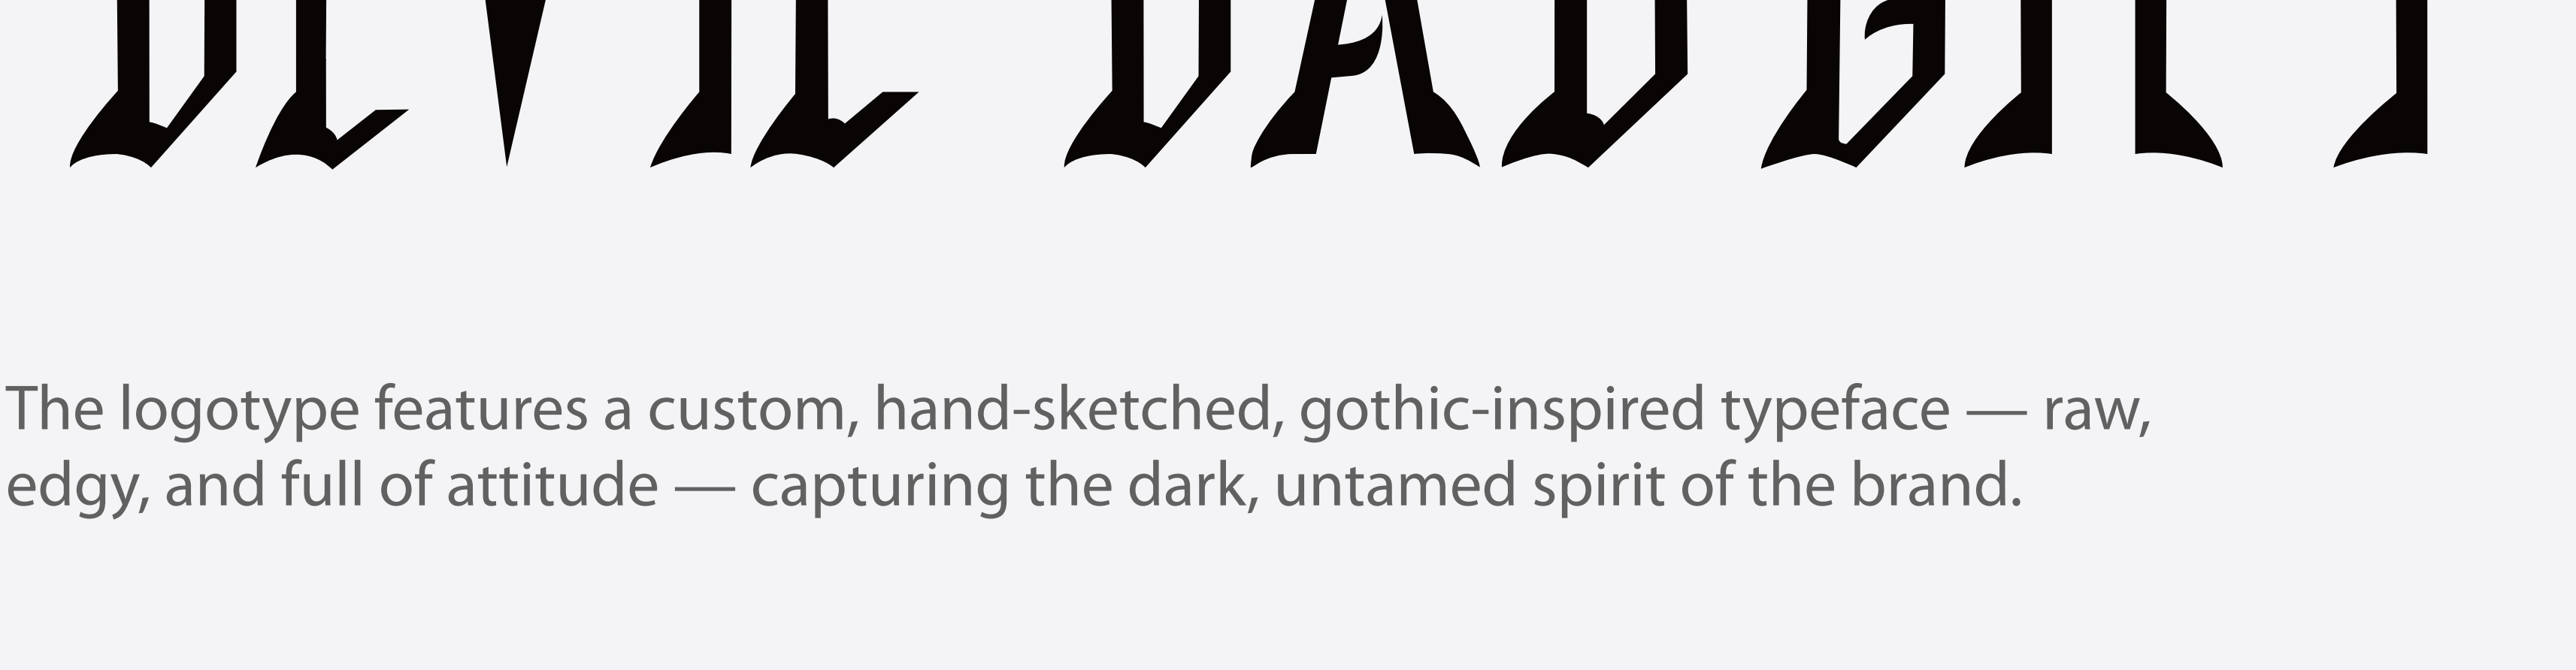 The logotype features a custom, hand-sketched, gothic-inspired typeface — raw,
edgy, and full of attitude — capturing the dark, untamed spirit of the brand.